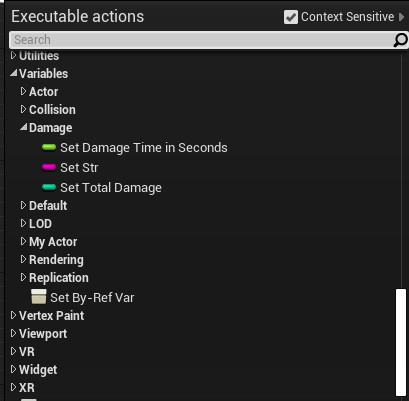 Executable actions
Context Sensitive
Search
Utilities
Variables
Actor
Collision
Damage
Set Damage Time in Seconds
Set Str
Set Total Damage
Default
LOD
My Actor
Rendering
Replication
Set By-Ref Var
Vertex Paint
Viewport
VR
Widget
XR